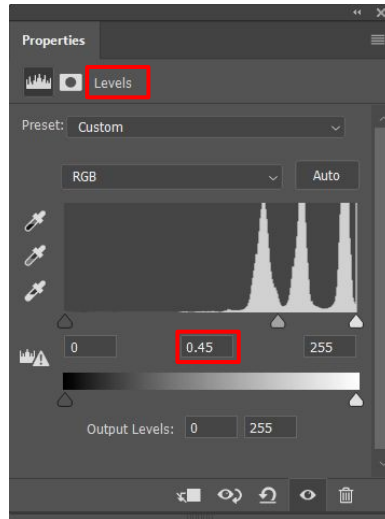 Properties
Levels
Preset: Custom
RGB Auto
0 0.45 255
Output Levels: 0 255